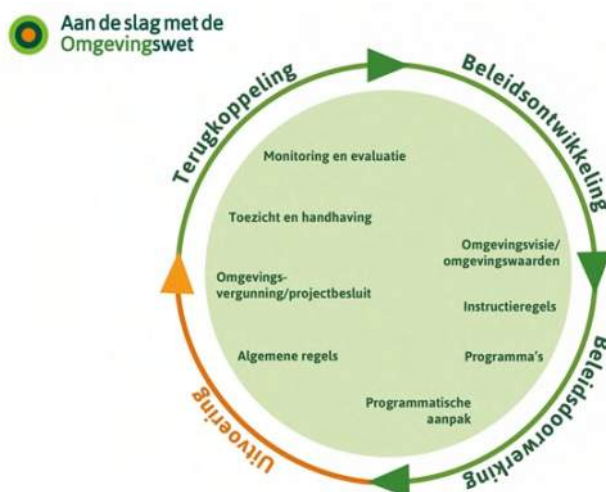 Aan de slag met de
Omgevingswet
Terugkoppeling
Beleidsontwikkeling
Monitoring en evaluatie
Toezicht en handhaving
Omgevingsvisie/
omgevingswaarden
Omgevings-
vergunning/projectbesluit
Instructieregels
Algemene regels
Programma's
Programmatische
aanpak
Uitvoering
Beleidsdoorwerking